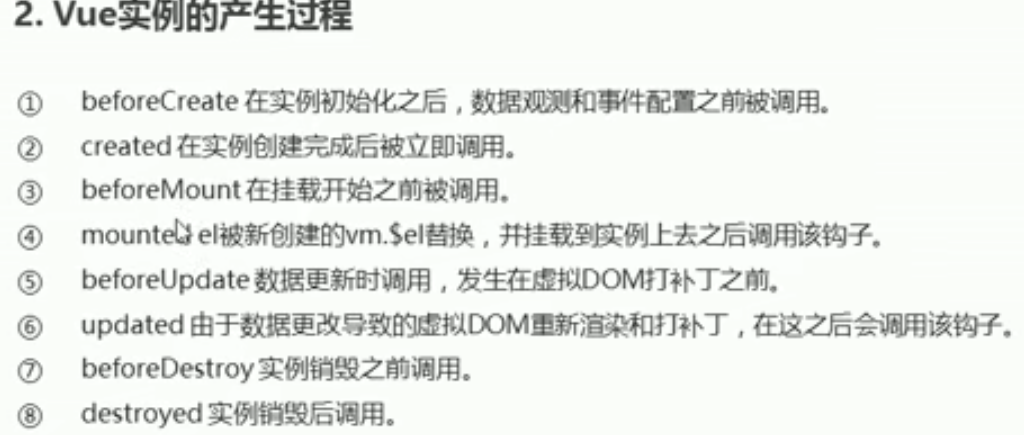 2. Vue实例的产生过程
① beforeCreate 在实例初始化之后，数据观测和事件配置之前被调用。
② created 在实例创建完成后被立即调用。
③ beforeMount 在挂载开始之前被调用。
④ mounted el被新创建的vm.$el替换，并挂载到实例上去之后调用该钩子。
⑤ beforeUpdate 数据更新时调用，发生在虚拟DOM打补丁之前。
⑥ updated 由于数据更改导致的虚拟DOM重新渲染和打补丁，在这之后会调用该钩子。
⑦ beforeDestroy 实例销毁之前调用。
⑧ destroyed 实例销毁后调用。